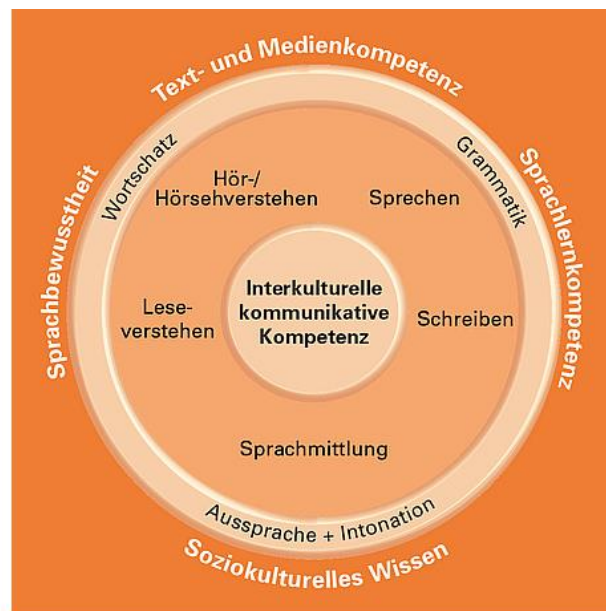 Text- und Medienkompetenz
Sprachbewusstheit
Sprachlernkompetenz
Wortschatz
Grammatik
Hör-/
Hörsehverstehen
Sprechen
Interkulturelle
kommunikative
Kompetenz
Lese-
verstehen
Schreiben
Sprachmittlung
Aussprache + Intonation
Soziokulturelles Wissen